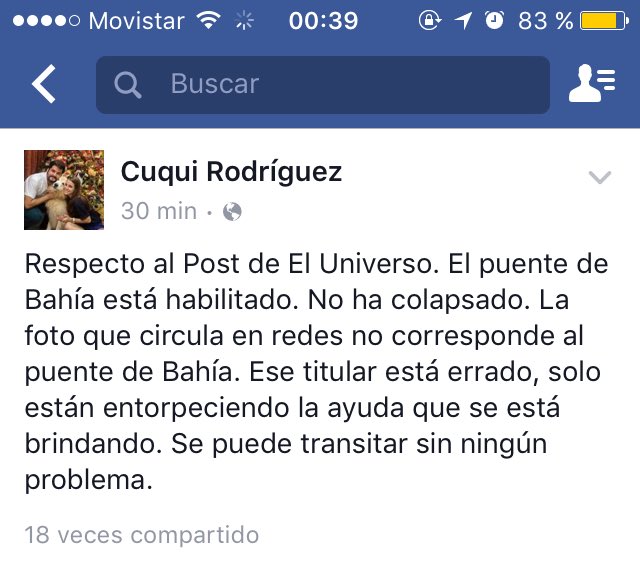 Movistar 00:39 83 %
Buscar
Cuqui Rodríguez
30 min ·
Respecto al Post de El Universo. El puente de
Bahía está habilitado. No ha colapsado. La
foto que circula en redes no corresponde al
puente de Bahía. Ese titular está errado, solo
están entorpeciendo la ayuda que se está
brindando. Se puede transitar sin ningún
problema.
18 veces compartido